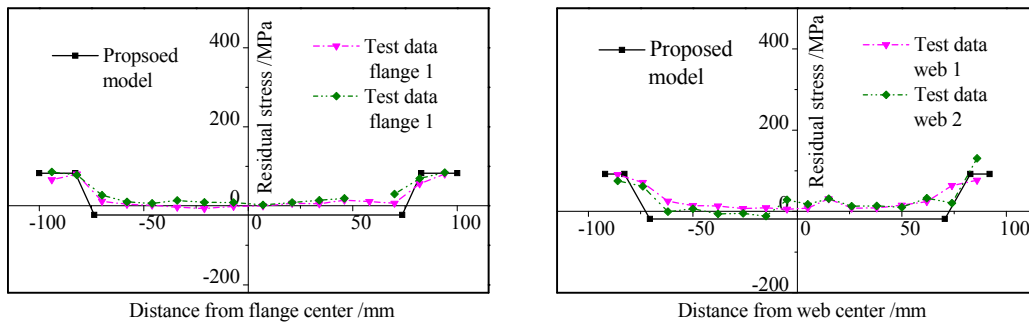 400
Propsoed
model
Test data
flange 1
Test data
flange 1
Residual stress /MPa
200
0
-200
-100
-50
0
50
100
Distance from flange center /mm
400
Proposed
model
Test data
web 1
Test data
web 2
Residual stress /MPa
200
0
-200
-100
-50
0
50
100
Distance from web center /mm